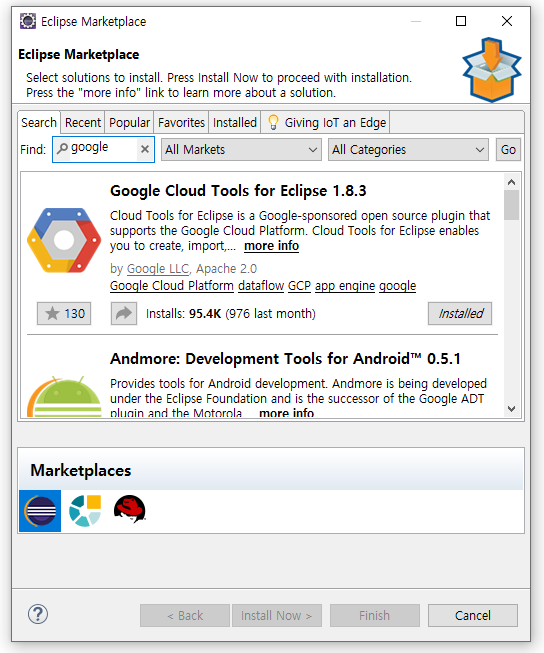 Eclipse Marketplace
Eclipse Marketplace
Select solutions to install. Press Install Now to proceed with installation.
Press the "more info" link to learn more about a solution.
Search Recent Popular Favorites Installed Giving IoT an Edge
Find: google All Markets All Categories Go
Google Cloud Tools for Eclipse 1.8.3
Cloud Tools for Eclipse is a Google-sponsored open source plugin that
supports the Google Cloud Platform. Cloud Tools for Eclipse enables
you to create, import,... more info
by Google LLC, Apache 2.0
Google Cloud Platform dataflow GCP app engine google
130 Installs: 95.4K (976 last month) Installed
Andmore: Development Tools for Android™ 0.5.1
Provides tools for Android development. Andmore is being developed
under the Eclipse Foundation and is the successor of the Google ADT
plugin and the Motorola... more info
Marketplaces
? < Back Install Now > Finish Cancel